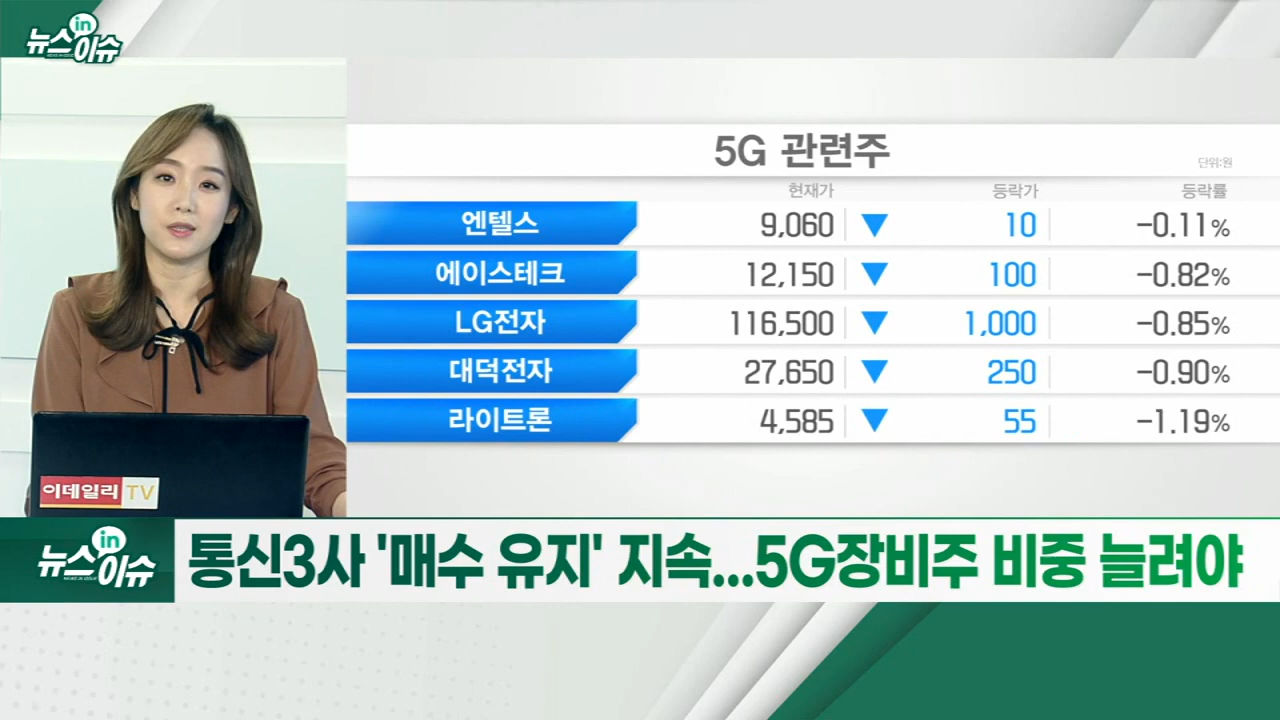 뉴스in이슈
5G 관련주
단위:원
현재가 등락가 등락률
엔텔스 9,060 ▼ 10 -0.11%
에이스테크 12,150 ▼ 100 -0.82%
LG전자 116,500 ▼ 1,000 -0.85%
대덕전자 27,650 ▼ 250 -0.90%
라이트론 4,585 ▼ 55 -1.19%
이데일리TV
뉴스in이슈
NEWS IN ISSUE
통신3사 '매수 유지' 지속...5G장비주 비중 늘려야